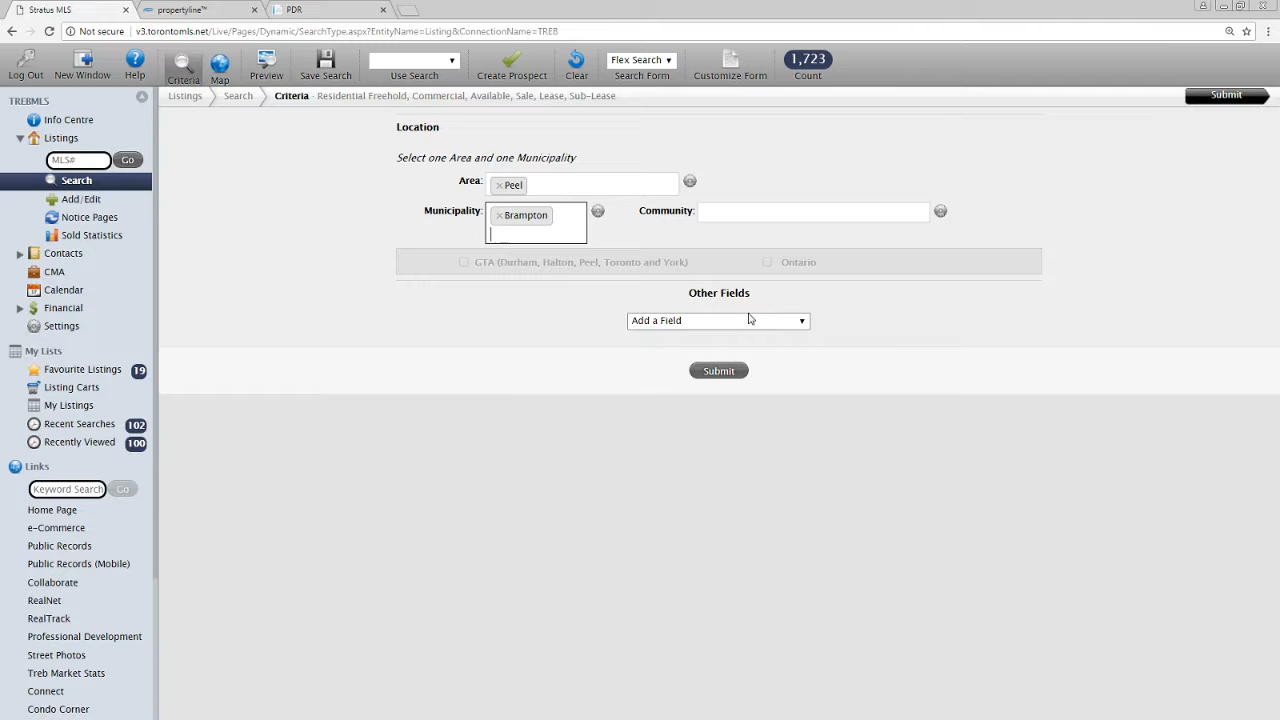 Stratus MLS
propertyline™
PDR
Not secure
v3.torontomls.net/Live/Pages/Dynamic/SearchType.aspx?EntityName=Listing&ConnectionName=TREB
Log Out
New Window
Help
Criteria
Map
Preview
Save Search
Use Search
Create Prospect
Clear
Flex Search
Search Form
Customize Form
1,723
Count
TREBMLS
Listings
Search
Criteria - Residential Freehold, Commercial, Available, Sale, Lease, Sub-Lease
Submit
Info Centre
Listings
MLS#
Go
Search
Add/Edit
Notice Pages
Sold Statistics
Contacts
CMA
Calendar
Financial
Settings
My Lists
Favourite Listings 19
Listing Carts
My Listings
Recent Searches 102
Recently Viewed 100
Links
Keyword Search
Go
Home Page
e-Commerce
Public Records
Public Records (Mobile)
Collaborate
RealNet
RealTrack
Professional Development
Street Photos
Treb Market Stats
Connect
Condo Corner
Location
Select one Area and one Municipality
Area: × Peel
Municipality: × Brampton
Community:
GTA (Durham, Halton, Peel, Toronto and York)
Ontario
Other Fields
Add a Field
Submit